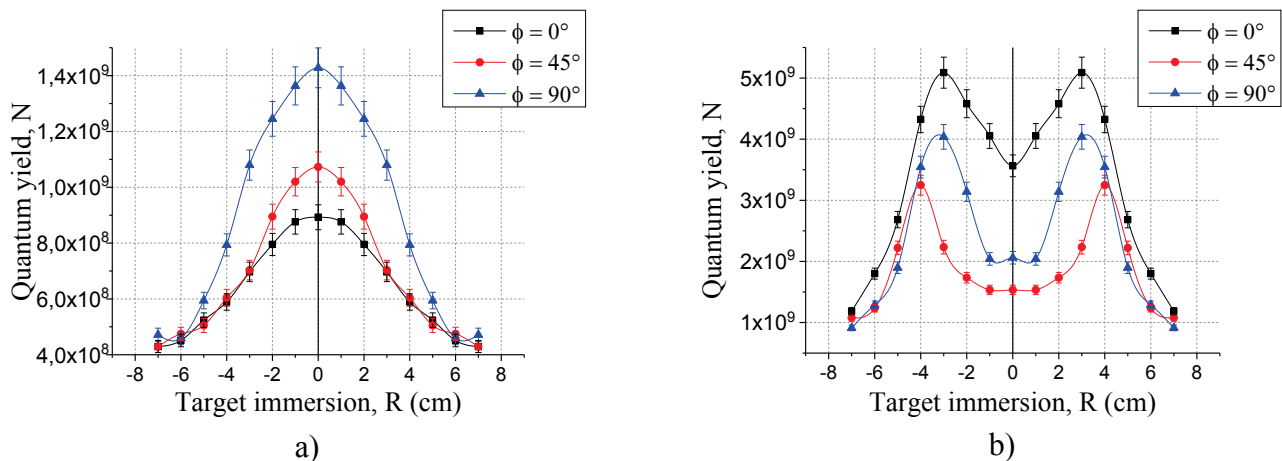 ϕ = 0°
ϕ = 45°
ϕ = 90°
1,4x10⁹
1,2x10⁹
1,0x10⁹
8,0x10⁸
6,0x10⁸
4,0x10⁸
Quantum yield, N
-8 -6 -4 -2 0 2 4 6 8
Target immersion, R (cm)
a)
ϕ = 0°
ϕ = 45°
ϕ = 90°
5x10⁹
4x10⁹
3x10⁹
2x10⁹
1x10⁹
Quantum yield, N
-8 -6 -4 -2 0 2 4 6 8
Target immersion, R (cm)
b)